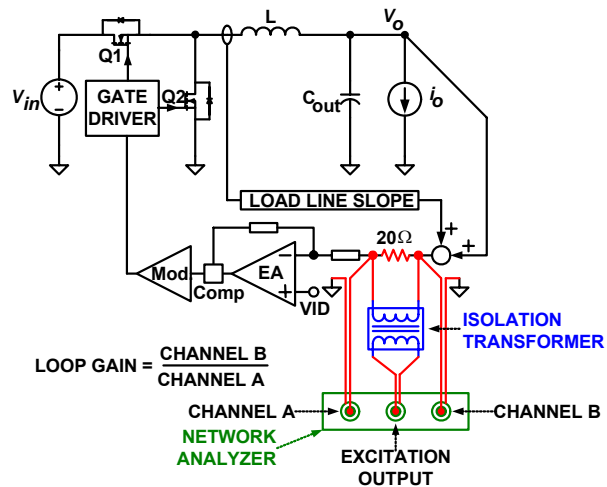 L
Vo
Q1
Vin
+
−
GATE
DRIVER
Q2
Cout
io
LOAD LINE SLOPE
+
+
20Ω
Mod.
Comp
−
EA
+
VID
ISOLATION
TRANSFORMER
LOOP GAIN = CHANNEL B
CHANNEL A
CHANNEL A
CHANNEL B
NETWORK
ANALYZER
EXCITATION
OUTPUT